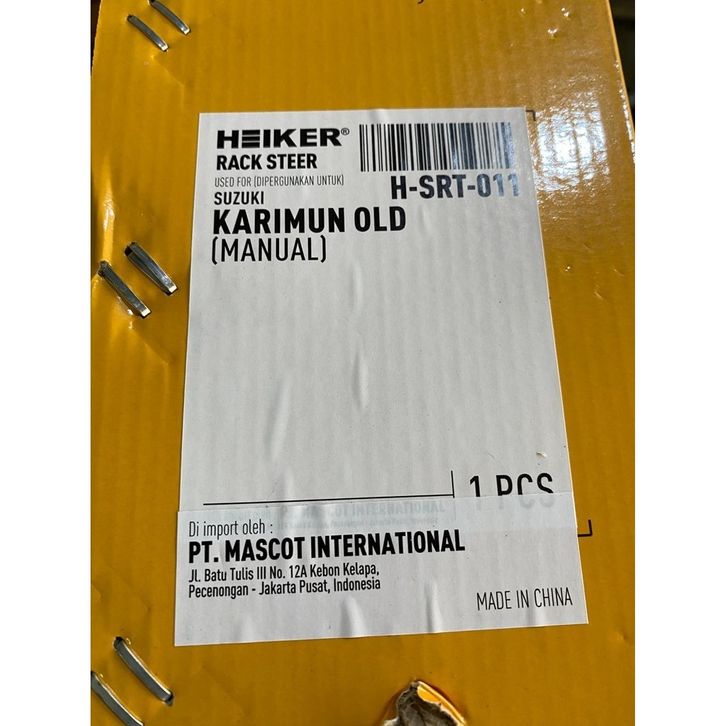 HEIKER®
RACK STEER
USED FOR (DIPERGUNAKAN UNTUK)
H-SRT-011
SUZUKI
KARIMUN OLD
(MANUAL)
1 PCS
INTERNATIONAL
Di import oleh :
PT. MASCOT INTERNATIONAL
Jl. Batu Tulis III No. 12A Kebon Kelapa,
Pecenongan - Jakarta Pusat, Indonesia
MADE IN CHINA